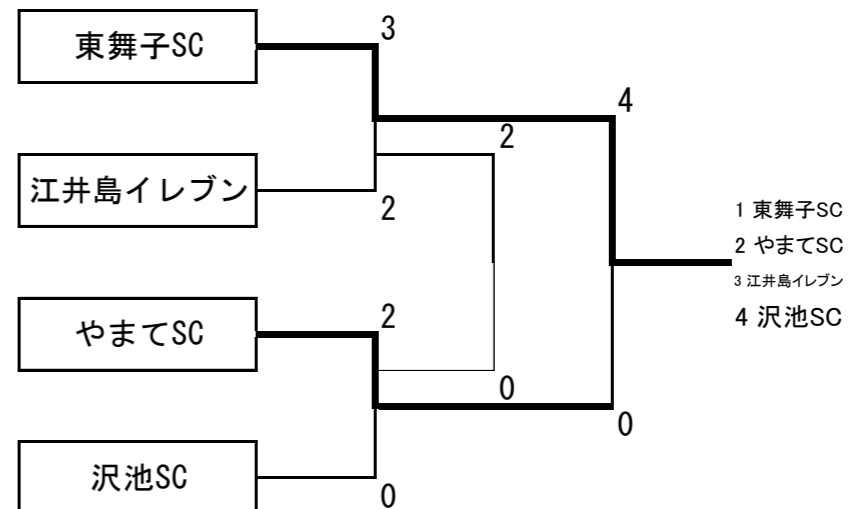 東舞子SC
3
4
2
江井島イレブン
2
1 東舞子SC
2 やまてSC
3 江井島イレブン
4 沢池SC
やまてSC
2
0
0
沢池SC
0